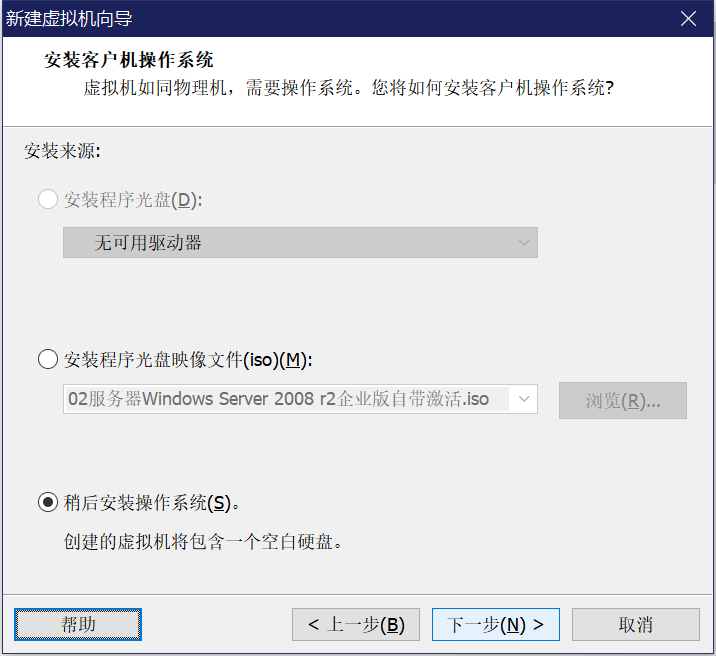 新建虚拟机向导
安装客户机操作系统
虚拟机如同物理机，需要操作系统。您将如何安装客户机操作系统?
安装来源:
安装程序光盘(D):
无可用驱动器
安装程序光盘映像文件(iso)(M):
02服务器Windows Server 2008 r2企业版自带激活.iso
浏览(R)...
稍后安装操作系统(S)。
创建的虚拟机将包含一个空白硬盘。
帮助 < 上一步(B) 下一步(N) > 取消